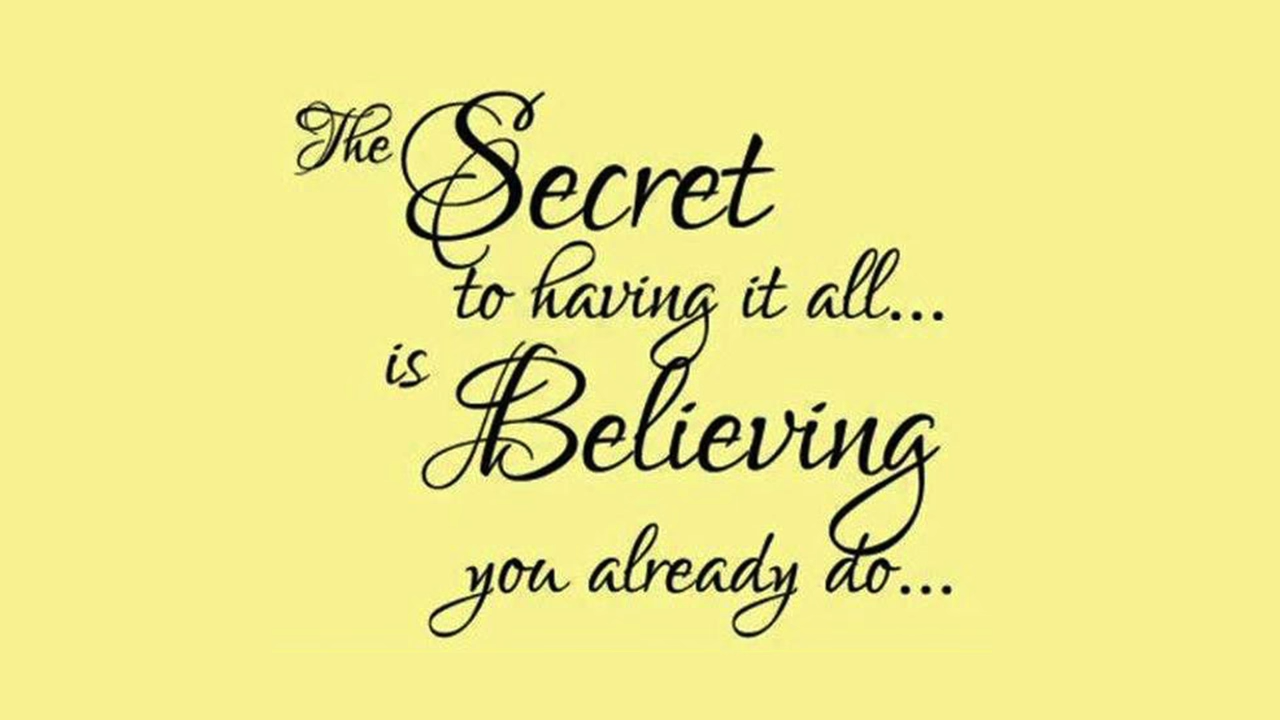 The Secret
to having it all...
is Believing
you already do...